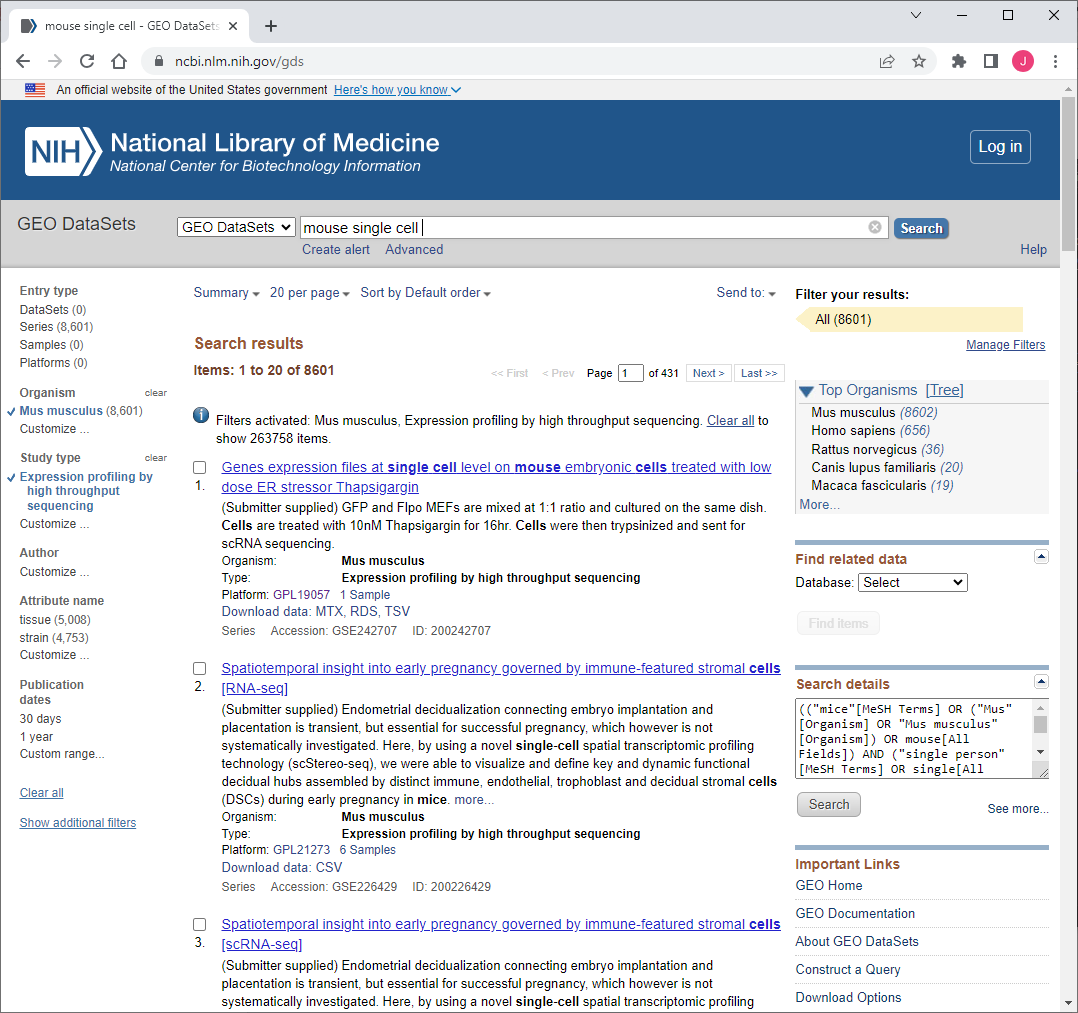 mouse single cell - GEO DataSets
ncbi.nlm.nih.gov/gds
J
An official website of the United States government Here's how you know
NIH National Library of Medicine
National Center for Biotechnology Information
Log in
GEO DataSets
GEO DataSets
mouse single cell
Search
Create alert Advanced
Help
Entry type
DataSets (0)
Series (8,601)
Samples (0)
Platforms (0)
Organism clear
Mus musculus (8,601)
Customize ...
Study type clear
Expression profiling by
high throughput
sequencing
Customize ...
Author
Customize ...
Attribute name
tissue (5,008)
strain (4,753)
Customize ...
Publication
dates
30 days
1 year
Custom range...
Clear all
Show additional filters
Summary 20 per page Sort by Default order Send to:
Search results
Items: 1 to 20 of 8601
<< First < Prev Page 1 of 431 Next > Last >>
Filters activated: Mus musculus, Expression profiling by high throughput sequencing. Clear all to
show 263758 items.
Genes expression files at single cell level on mouse embryonic cells treated with low
1. dose ER stressor Thapsigargin
(Submitter supplied) GFP and Flpo MEFs are mixed at 1:1 ratio and cultured on the same dish.
Cells are treated with 10nM Thapsigargin for 16hr. Cells were then trypsinized and sent for
scRNA sequencing.
Organism: Mus musculus
Type: Expression profiling by high throughput sequencing
Platform: GPL19057 1 Sample
Download data: MTX, RDS, TSV
Series Accession: GSE242707 ID: 200242707
Spatiotemporal insight into early pregnancy governed by immune-featured stromal cells
2. [RNA-seq]
(Submitter supplied) Endometrial decidualization connecting embryo implantation and
placentation is transient, but essential for successful pregnancy, which however is not
systematically investigated. Here, by using a novel single-cell spatial transcriptomic profiling
technology (scStereo-seq), we were able to visualize and define key and dynamic functional
decidual hubs assembled by distinct immune, endothelial, trophoblast and decidual stromal cells
(DSCs) during early pregnancy in mice. more...
Organism: Mus musculus
Type: Expression profiling by high throughput sequencing
Platform: GPL21273 6 Samples
Download data: CSV
Series Accession: GSE226429 ID: 200226429
Spatiotemporal insight into early pregnancy governed by immune-featured stromal cells
3. [scRNA-seq]
(Submitter supplied) Endometrial decidualization connecting embryo implantation and
placentation is transient, but essential for successful pregnancy, which however is not
systematically investigated. Here, by using a novel single-cell spatial transcriptomic profiling
Filter your results:
All (8601)
Manage Filters
Top Organisms [Tree]
Mus musculus (8602)
Homo sapiens (656)
Rattus norvegicus (36)
Canis lupus familiaris (20)
Macaca fascicularis (19)
More...
Find related data
Database: Select
Find items
Search details
(("mice"[MeSH Terms] OR ("Mus"
[Organism] OR "Mus musculus"
[Organism]) OR mouse[All
Fields]) AND ("single person"
[MeSH Terms] OR single[All
Search
See more...
Important Links
GEO Home
GEO Documentation
About GEO DataSets
Construct a Query
Download Options